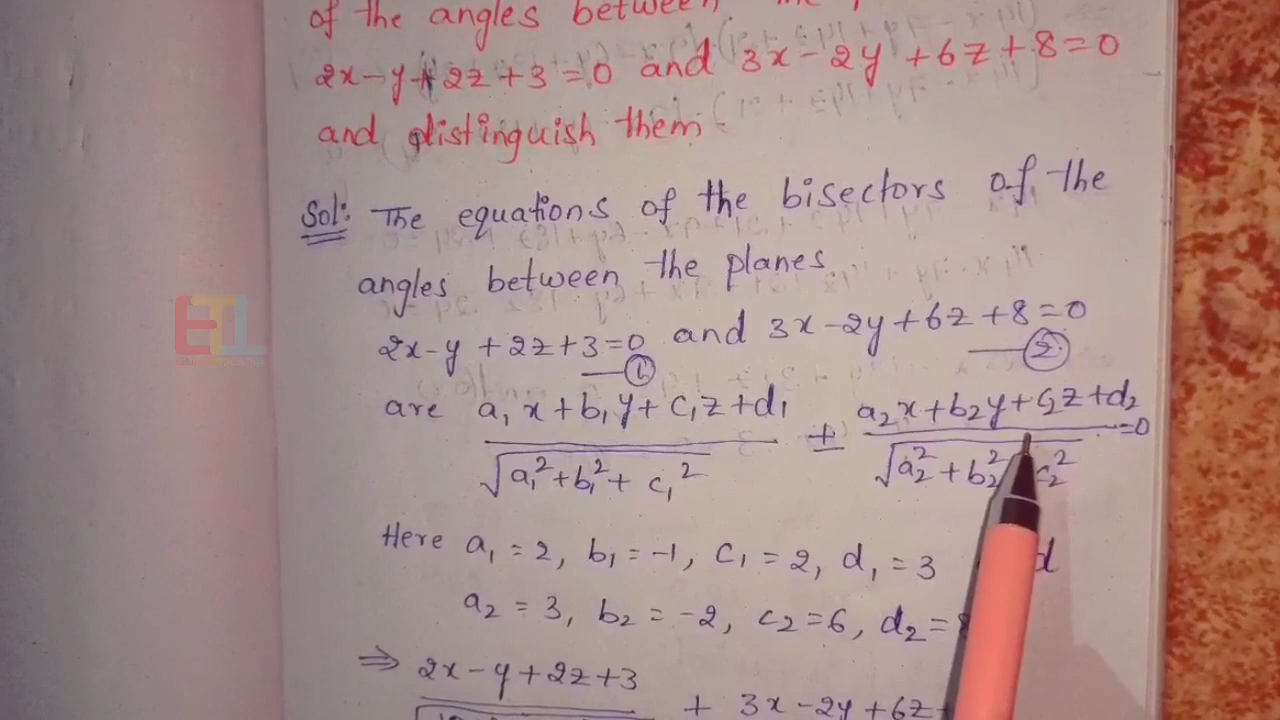 of the angles between the
2x-y+2z+3=0 and 3x-2y+6z+8=0
and distinguish them
Sol: The equations of the bisectors of the
angles between the planes
2x-y+2z+3=0 and 3x-2y+6z+8=0
① ②
are a₁x+b₁y+c₁z+d₁ ± a₂x+b₂y+c₂z+d₂ =0
√a₁²+b₁²+c₁² √a₂²+b₂² c₂²
Here a₁=2, b₁=-1, c₁=2, d₁=3 d
a₂=3, b₂=-2, c₂=6, d₂=8
⇒ 2x-y+2z+3 + 3x-2y+6z
ETL